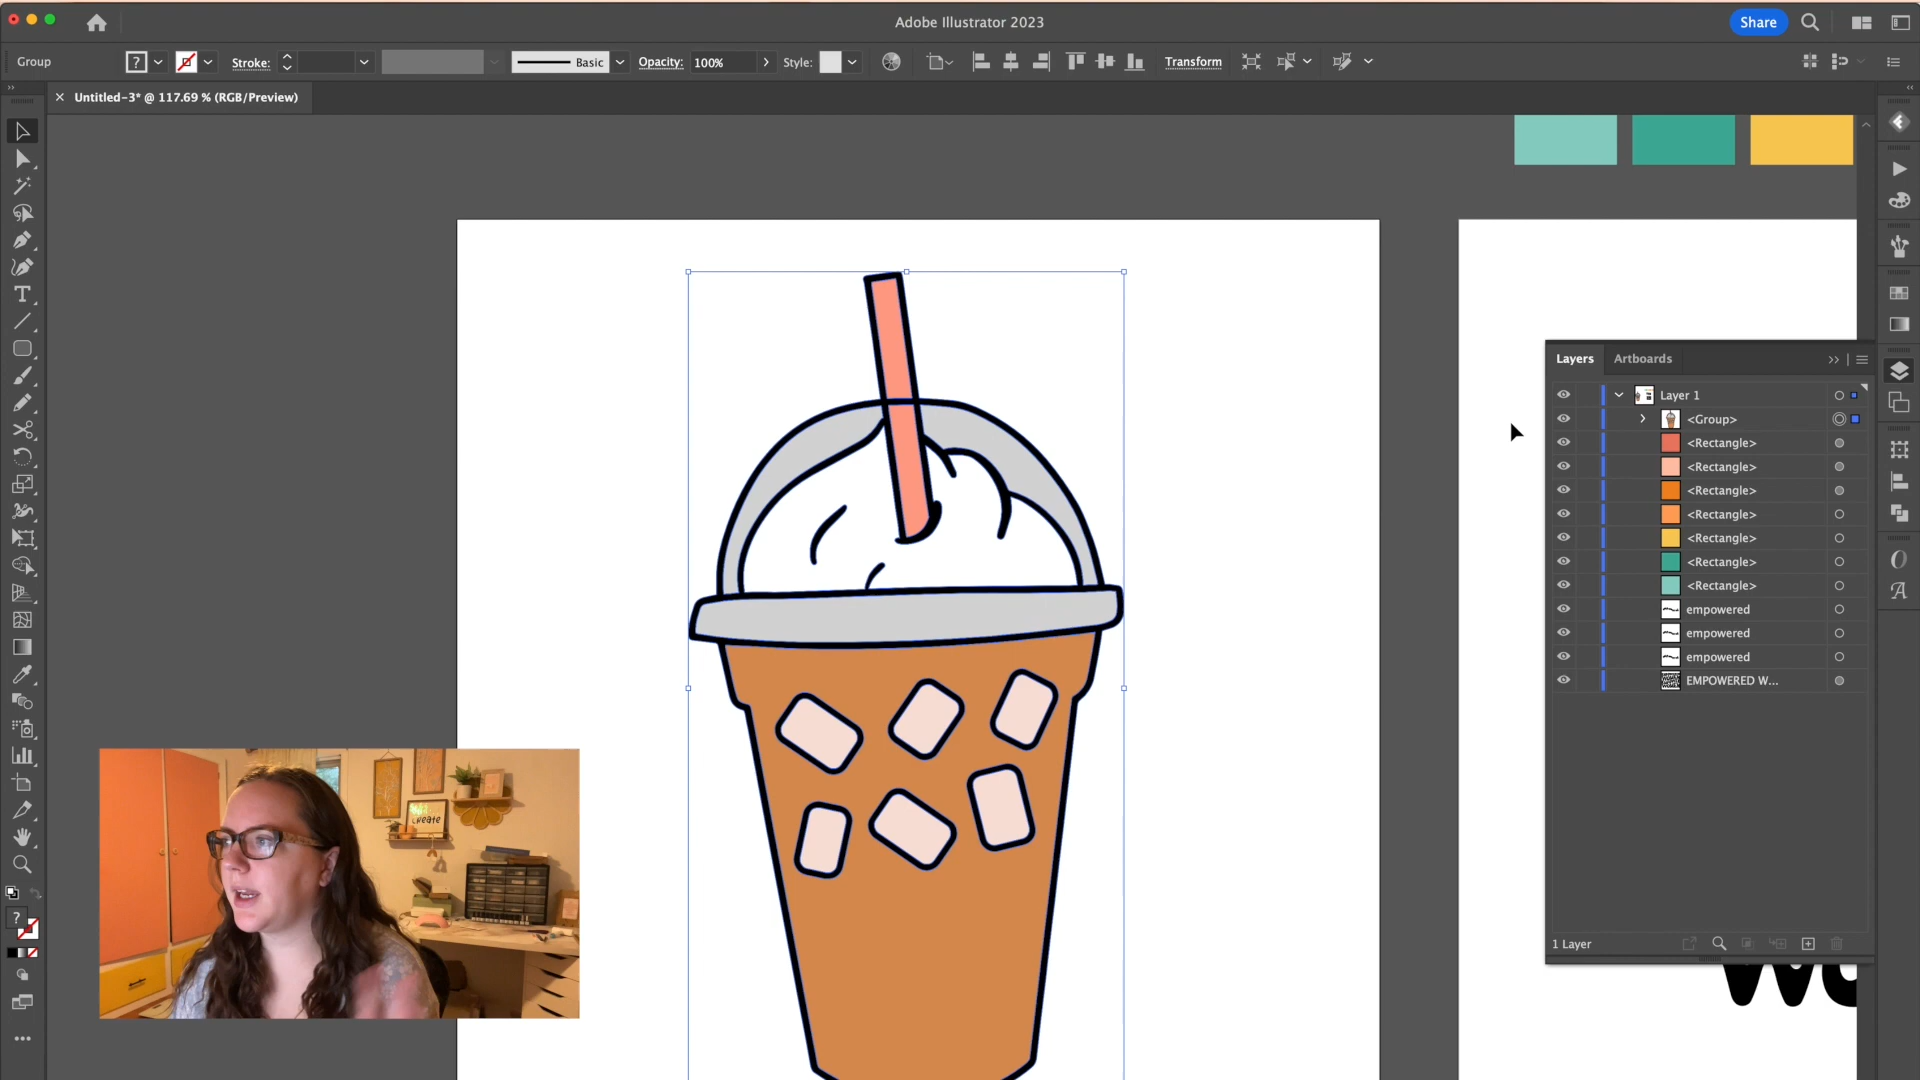 Adobe Illustrator 2023
Share
Group
?
Stroke:
Basic
Opacity:
100%
Style:
Transform
Untitled-3* @ 117.69 % (RGB/Preview)
Layers
Artboards
Layer 1
<Group>
<Rectangle>
<Rectangle>
<Rectangle>
<Rectangle>
<Rectangle>
<Rectangle>
<Rectangle>
empowered
empowered
empowered
EMPOWERED W...
1 Layer
create
?